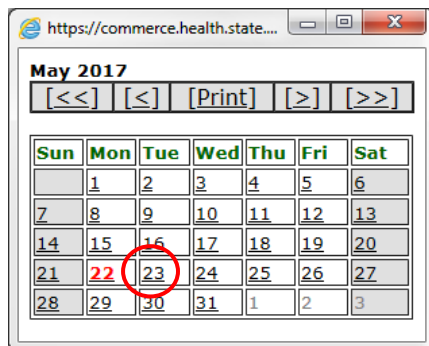 https://commerce.health.state....
May 2017
[<<] [<] [Print] [>] [>>]
Sun Mon Tue Wed Thu Fri Sat
1 2 3 4 5 6
7 8 9 10 11 12 13
14 15 16 17 18 19 20
21 22 23 24 25 26 27
28 29 30 31 1 2 3